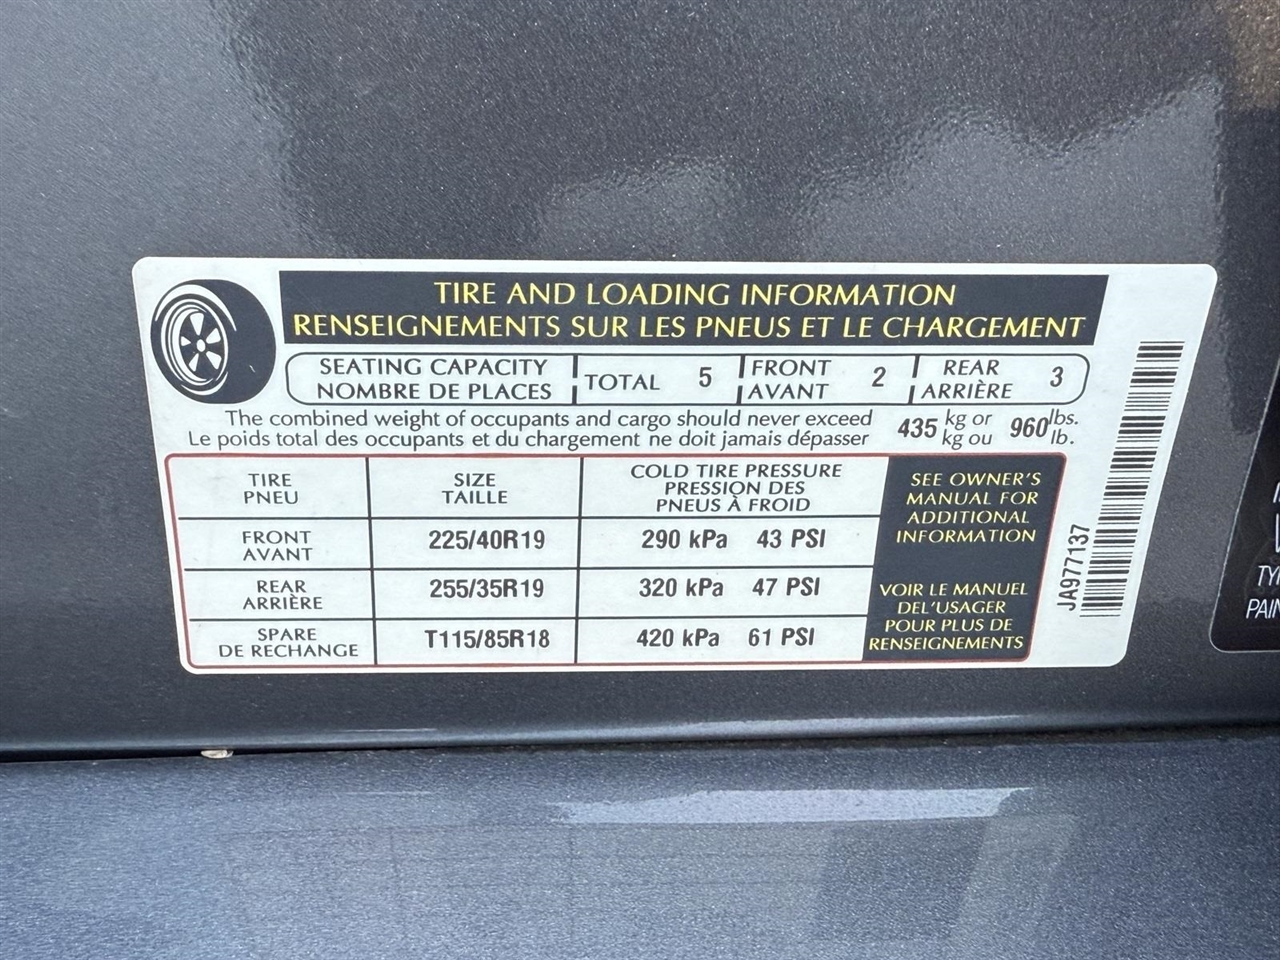 TIRE AND LOADING INFORMATION
RENSEIGNEMENTS SUR LES PNEUS ET LE CHARGEMENT
SEATING CAPACITY
NOMBRE DE PLACES
TOTAL 5
FRONT
AVANT
2
REAR
ARRIÈRE
3
The combined weight of occupants and cargo should never exceed
Le poids total des occupants et du chargement ne doit jamais dépasser
435 kg or 960 lbs.
kg ou lb.
TIRE
PNEU
SIZE
TAILLE
COLD TIRE PRESSURE
PRESSION DES
PNEUS À FROID
FRONT
AVANT
225/40R19
290 kPa 43 PSI
REAR
ARRIÈRE
255/35R19
320 kPa 47 PSI
SPARE
DE RECHANGE
T115/85R18
420 kPa 61 PSI
SEE OWNER'S
MANUAL FOR
ADDITIONAL
INFORMATION
VOIR LE MANUEL
DEL'USAGER
POUR PLUS DE
RENSEIGNEMENTS
JA977137